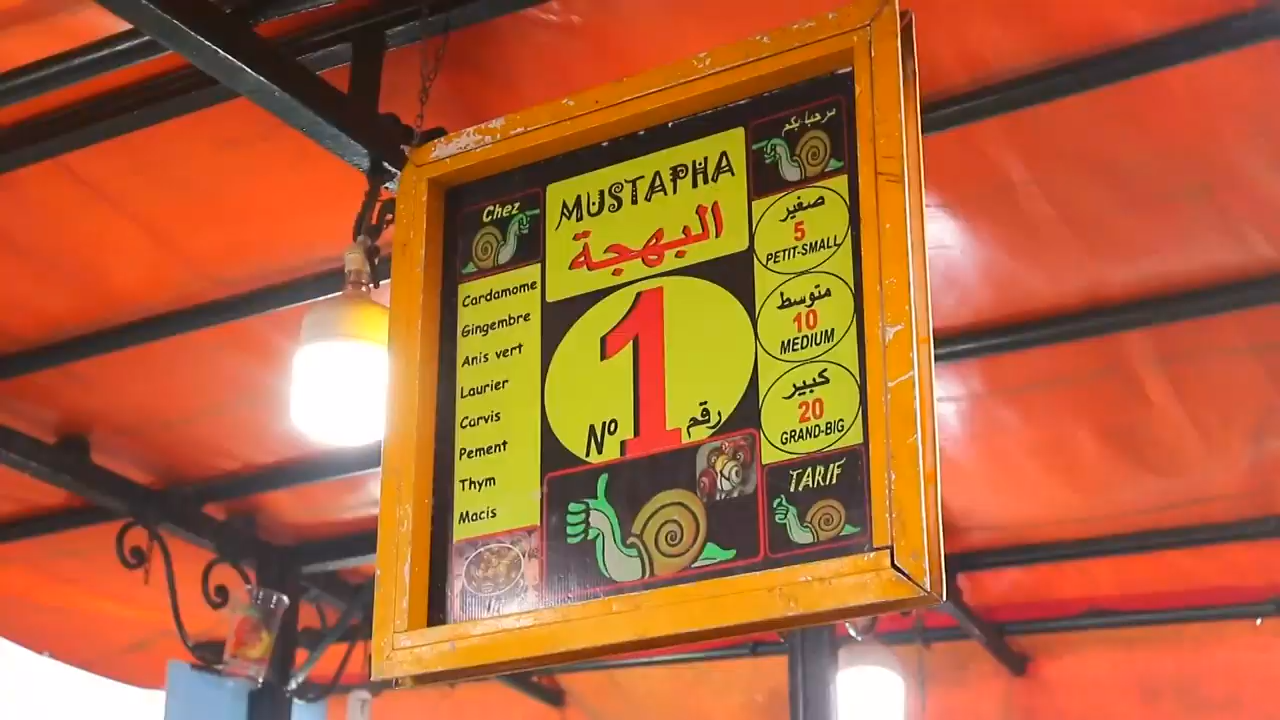 Chez
MUSTAPHA
البهجة
مرحبا بكم
Cardamome
Gingembre
Anis vert
Laurier
Carvis
Pement
Thym
Macis
1
Nº
رقم
صغير
5
PETIT-SMALL
متوسط
10
MEDIUM
كبير
20
GRAND-BIG
TARIF